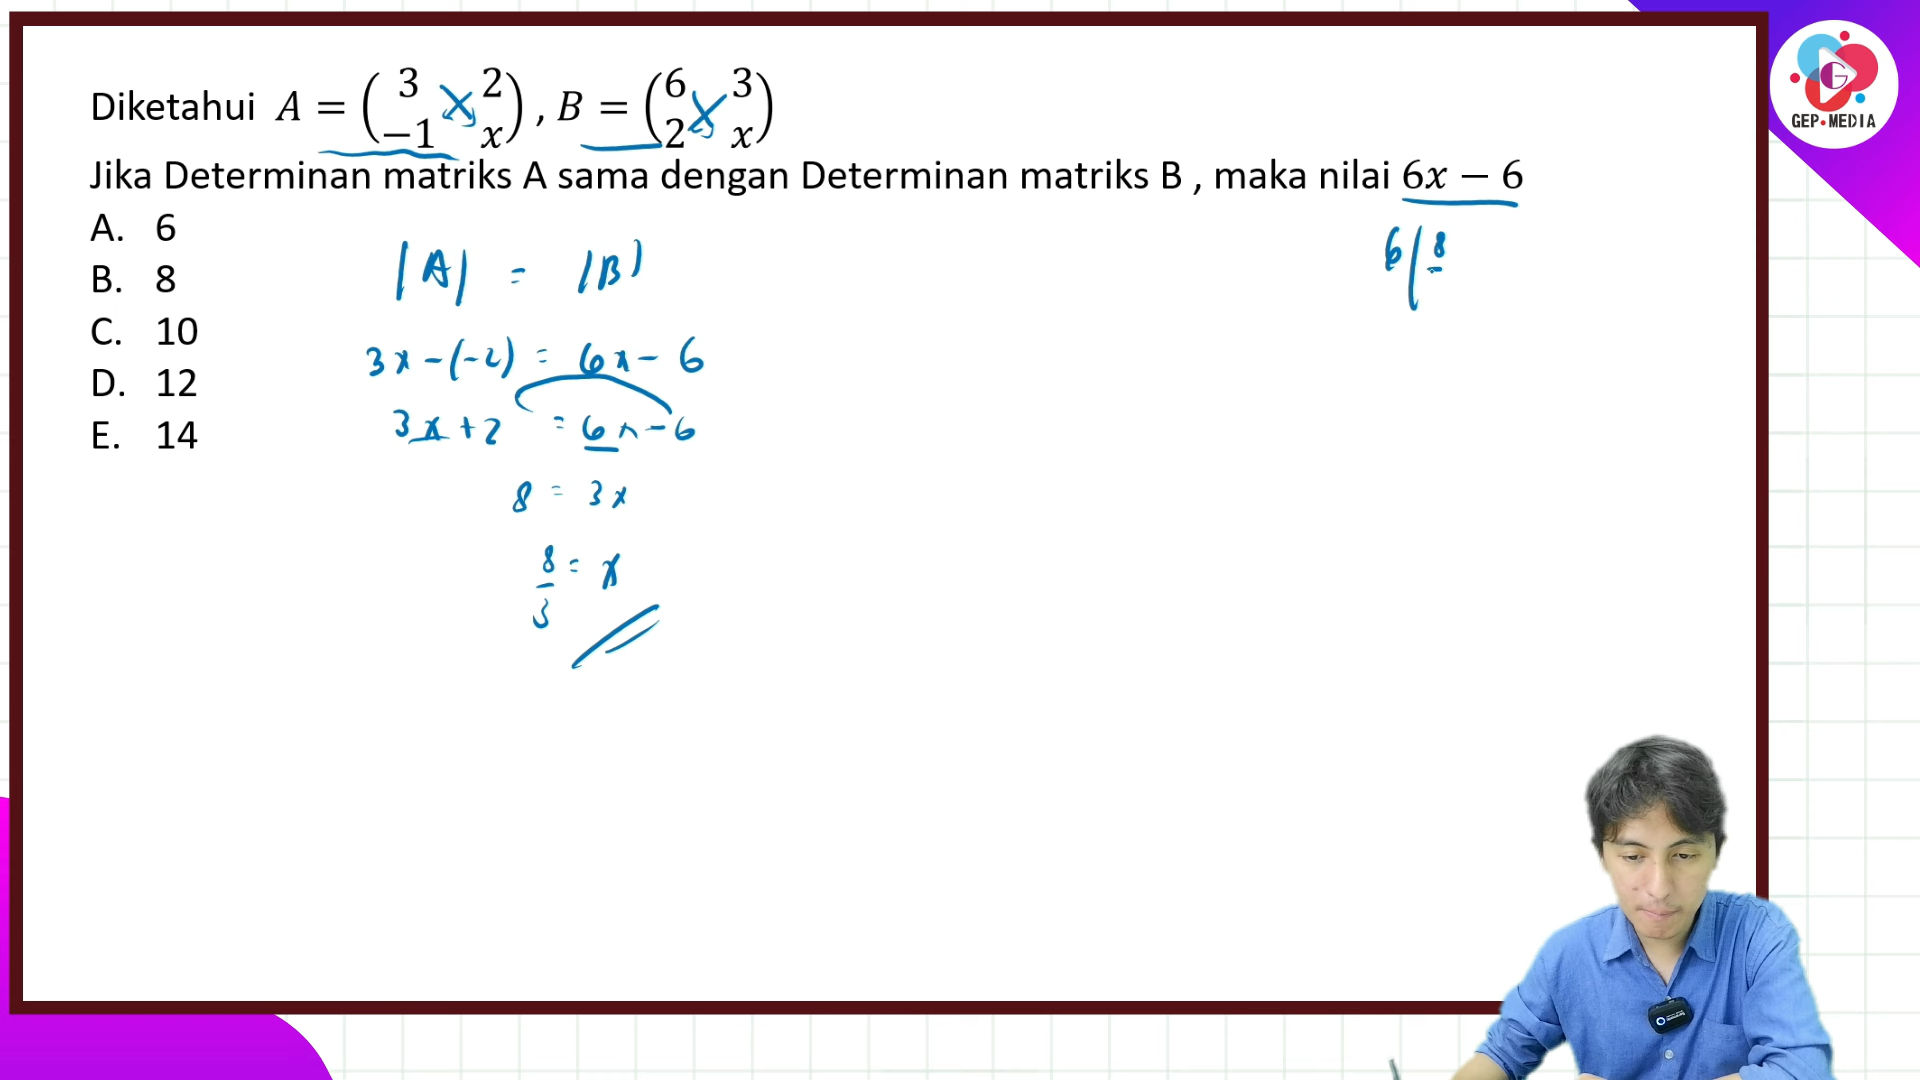 Diketahui A = (3 2 -1 x) , B = (6 3 2 x)
Jika Determinan matriks A sama dengan Determinan matriks B , maka nilai 6x − 6
A. 6
B. 8
C. 10
D. 12
E. 14
|A| = |B|
3x - (-2) = 6x - 6
3x + 2 = 6x - 6
8 = 3x
8/3 = x
6 ( 8
GEP•MEDIA